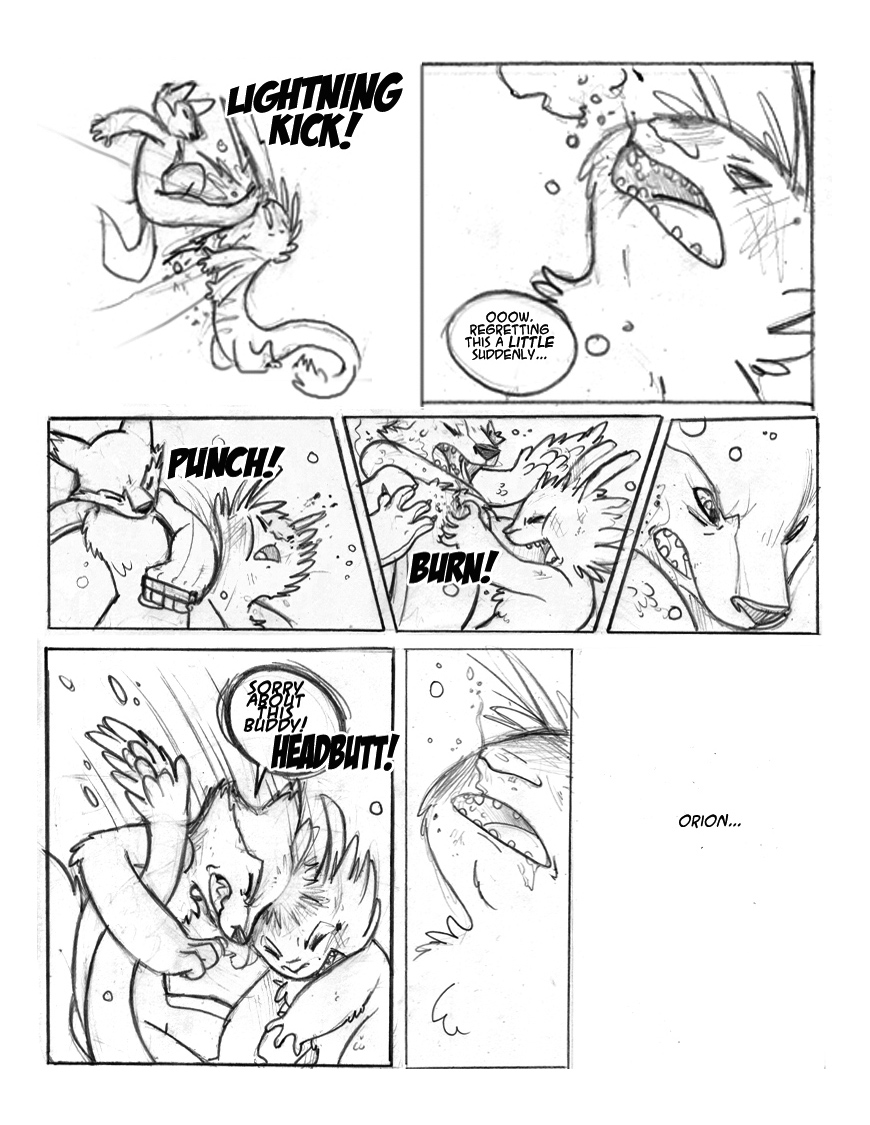 LIGHTNING
KICK!
OOOW.
REGRETTING
THIS A LITTLE
SUDDENLY...
PUNCH!
BURN!
SORRY
ABOUT
THIS
BUDDY!
HEADBUTT!
ORION...